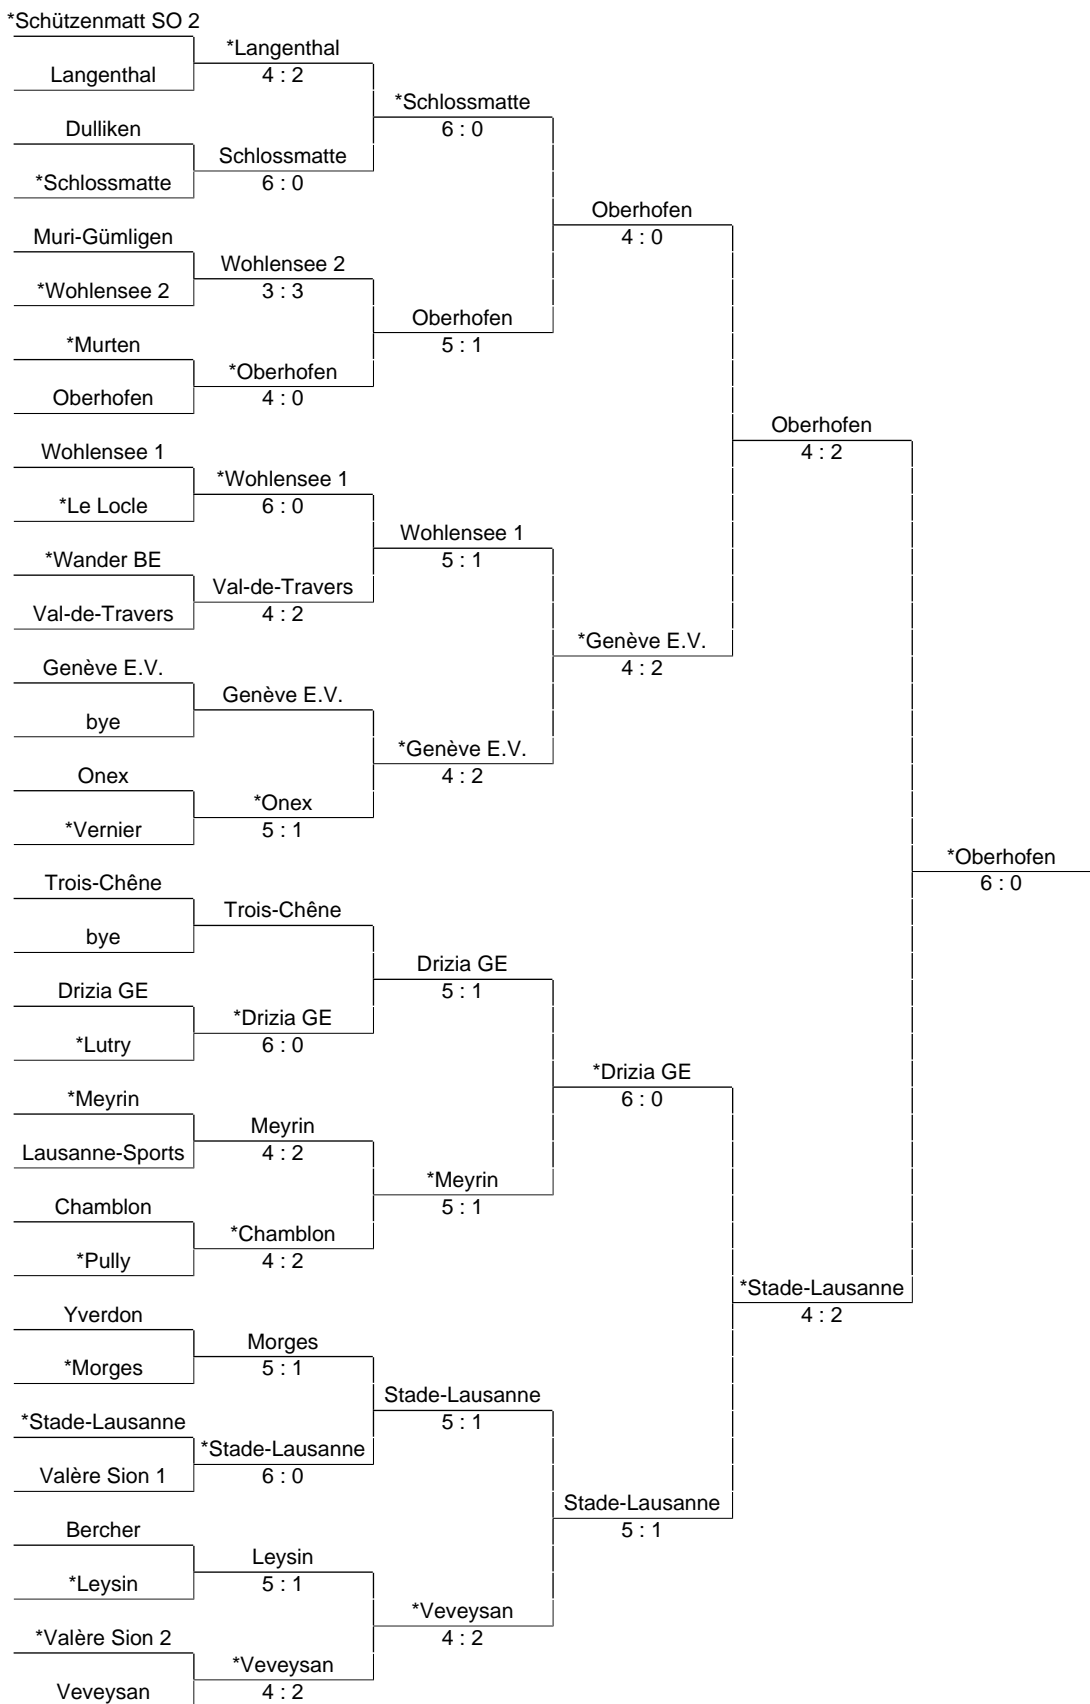 *Schützenmatt SO 2
*Langenthal
Langenthal
4 : 2
*Schlossmatte
Dulliken
6 : 0
Schlossmatte
*Schlossmatte
6 : 0
Oberhofen
Muri-Gümligen
4 : 0
Wohlensee 2
*Wohlensee 2
3 : 3
Oberhofen
*Murten
5 : 1
*Oberhofen
Oberhofen
4 : 0
Oberhofen
Wohlensee 1
4 : 2
*Wohlensee 1
*Le Locle
6 : 0
Wohlensee 1
*Wander BE
5 : 1
Val-de-Travers
Val-de-Travers
4 : 2
*Genève E.V.
Genève E.V.
4 : 2
Genève E.V.
bye
*Genève E.V.
Onex
4 : 2
*Onex
*Vernier
5 : 1
*Oberhofen
Trois-Chêne
6 : 0
Trois-Chêne
bye
Drizia GE
Drizia GE
5 : 1
*Drizia GE
*Lutry
6 : 0
*Drizia GE
*Meyrin
6 : 0
Meyrin
Lausanne-Sports
4 : 2
*Meyrin
Chamblon
5 : 1
*Chamblon
*Pully
4 : 2
*Stade-Lausanne
Yverdon
4 : 2
Morges
*Morges
5 : 1
Stade-Lausanne
*Stade-Lausanne
5 : 1
*Stade-Lausanne
Valère Sion 1
6 : 0
Stade-Lausanne
Bercher
5 : 1
Leysin
*Leysin
5 : 1
*Veveysan
*Valère Sion 2
4 : 2
*Veveysan
Veveysan
4 : 2